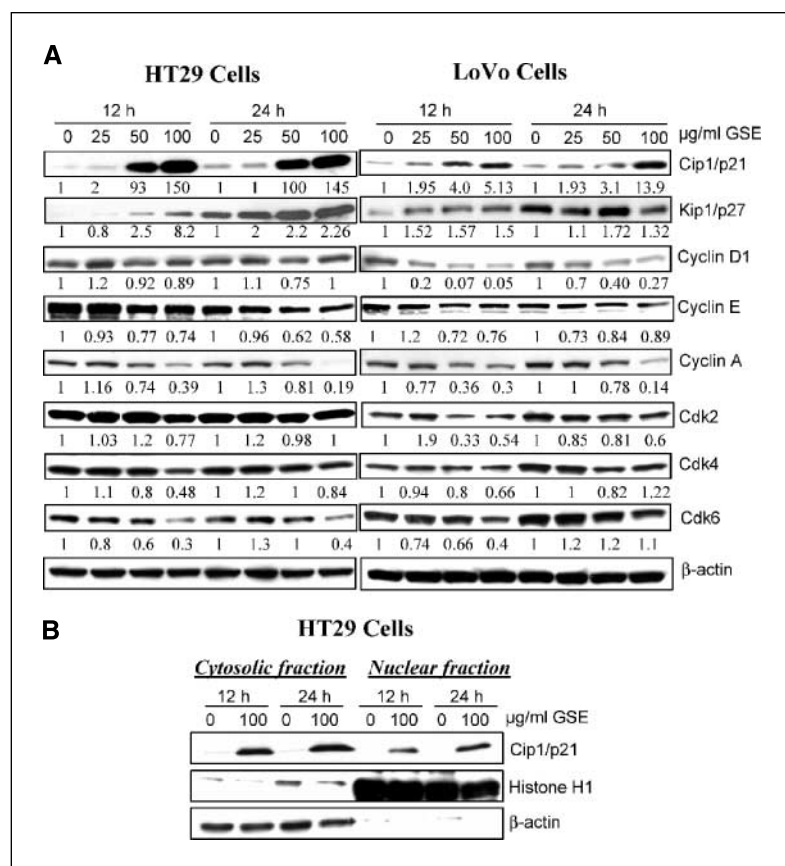 A
HT29 Cells LoVo Cells
12 h 24 h 12 h 24 h
0 25 50 100 0 25 50 100 0 25 50 100 0 25 50 100 µg/ml GSE
Cip1/p21
1 2 93 150 1 1 100 145 1 1.95 4.0 5.13 1 1.93 3.1 13.9
Kip1/p27
1 0.8 2.5 8.2 1 2 2.2 2.26 1 1.52 1.57 1.5 1 1.1 1.72 1.32
Cyclin D1
1 1.2 0.92 0.89 1 1.1 0.75 1 1 0.2 0.07 0.05 1 0.7 0.40 0.27
Cyclin E
1 0.93 0.77 0.74 1 0.96 0.62 0.58 1 1.2 0.72 0.76 1 0.73 0.84 0.89
Cyclin A
1 1.16 0.74 0.39 1 1.3 0.81 0.19 1 0.77 0.36 0.3 1 1 0.78 0.14
Cdk2
1 1.03 1.2 0.77 1 1.2 0.98 1 1 1.9 0.33 0.54 1 0.85 0.81 0.6
Cdk4
1 1.1 0.8 0.48 1 1.2 1 0.84 1 0.94 0.8 0.66 1 1 0.82 1.22
Cdk6
1 0.8 0.6 0.3 1 1.3 1 0.4 1 0.74 0.66 0.4 1 1.2 1.2 1.1
β-actin
B
HT29 Cells
Cytosolic fraction Nuclear fraction
12 h 24 h 12 h 24 h
0 100 0 100 0 100 0 100 µg/ml GSE
Cip1/p21
Histone H1
β-actin